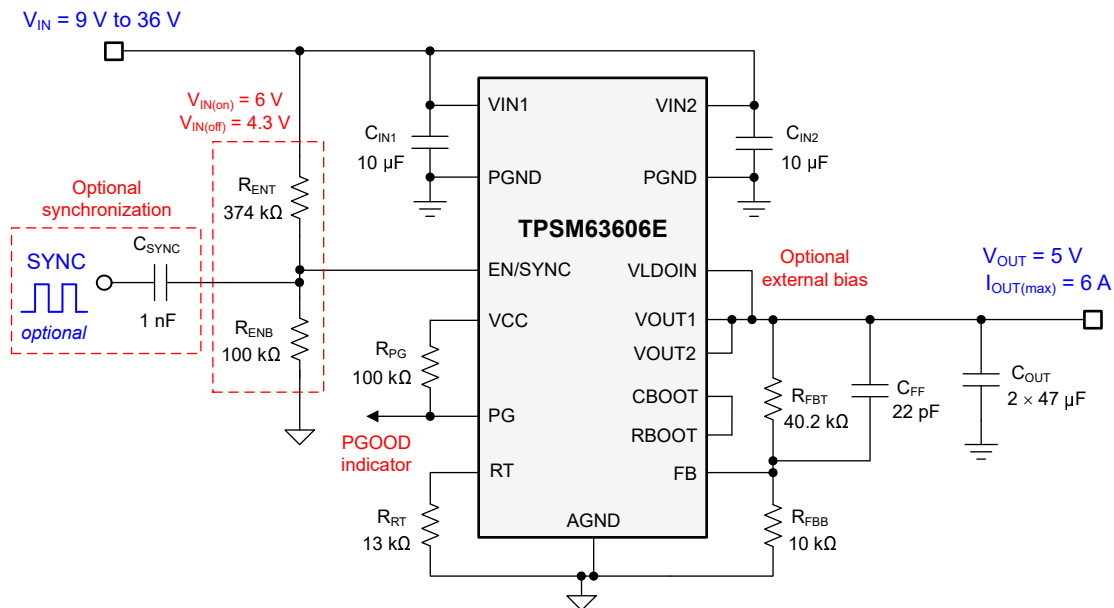 V_IN = 9 V to 36 V
V_IN(on) = 6 V
V_IN(off) = 4.3 V
Optional
synchronization
SYNC
optional
C_SYNC
1 nF
R_ENT
374 kΩ
R_ENB
100 kΩ
C_IN1
10 µF
R_PG
100 kΩ
PGOOD
indicator
R_RT
13 kΩ
VIN1
PGND
EN/SYNC
VCC
PG
RT
TPSM63606E
AGND
VIN2
PGND
VLDOIN
VOUT1
VOUT2
CBOOT
RBOOT
FB
C_IN2
10 µF
Optional
external bias
R_FBT
40.2 kΩ
C_FF
22 pF
R_FBB
10 kΩ
V_OUT = 5 V
I_OUT(max) = 6 A
C_OUT
2 × 47 µF